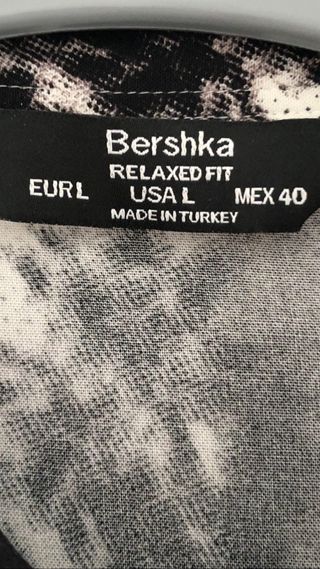 Bershka
RELAXED FIT
EUR L USA L MEX 40
MADE IN TURKEY